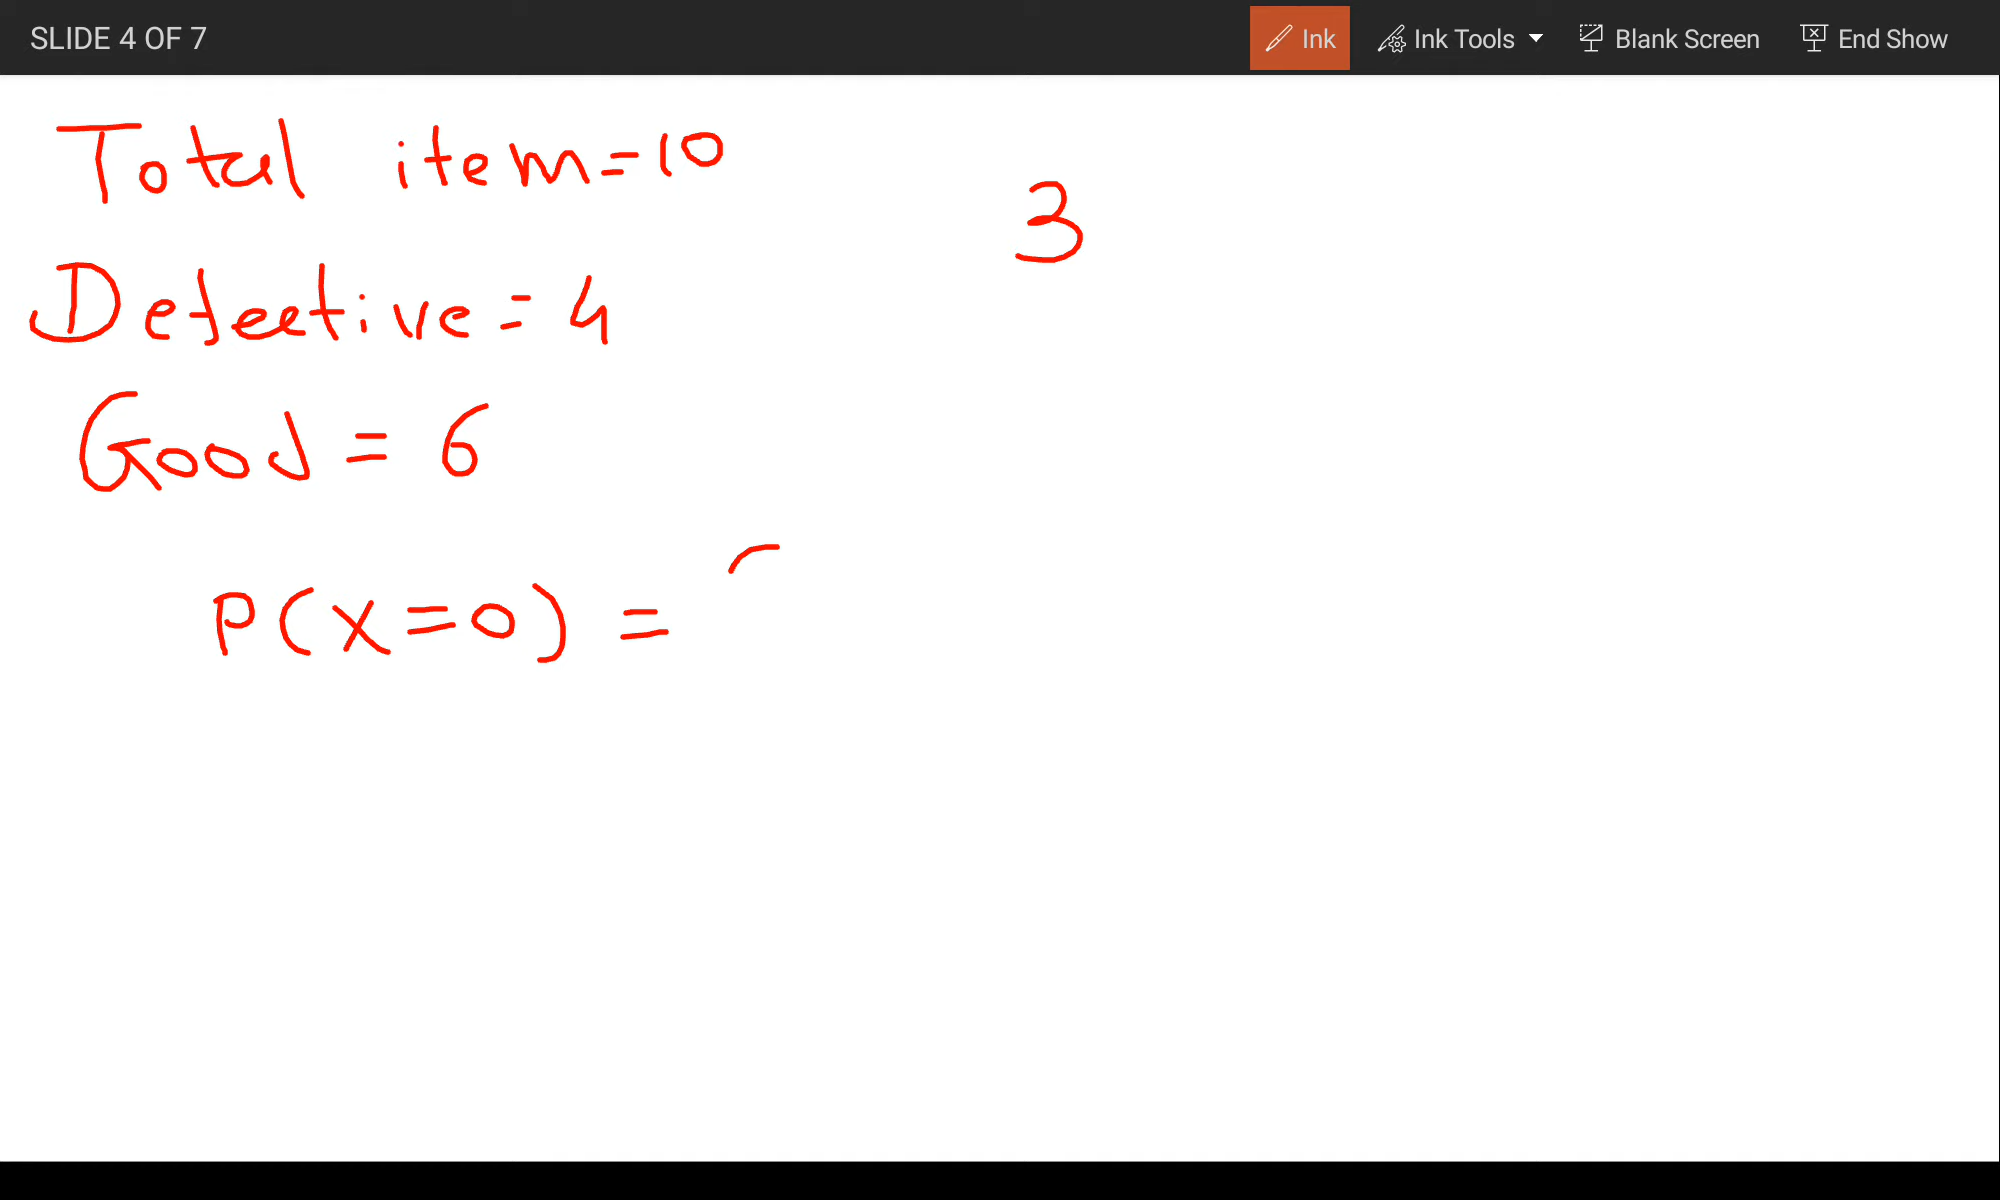 SLIDE 4 OF 7 Ink Ink Tools Blank Screen End Show
Total item=10
3
Defective = 4
Good = 6
P(x=0) =